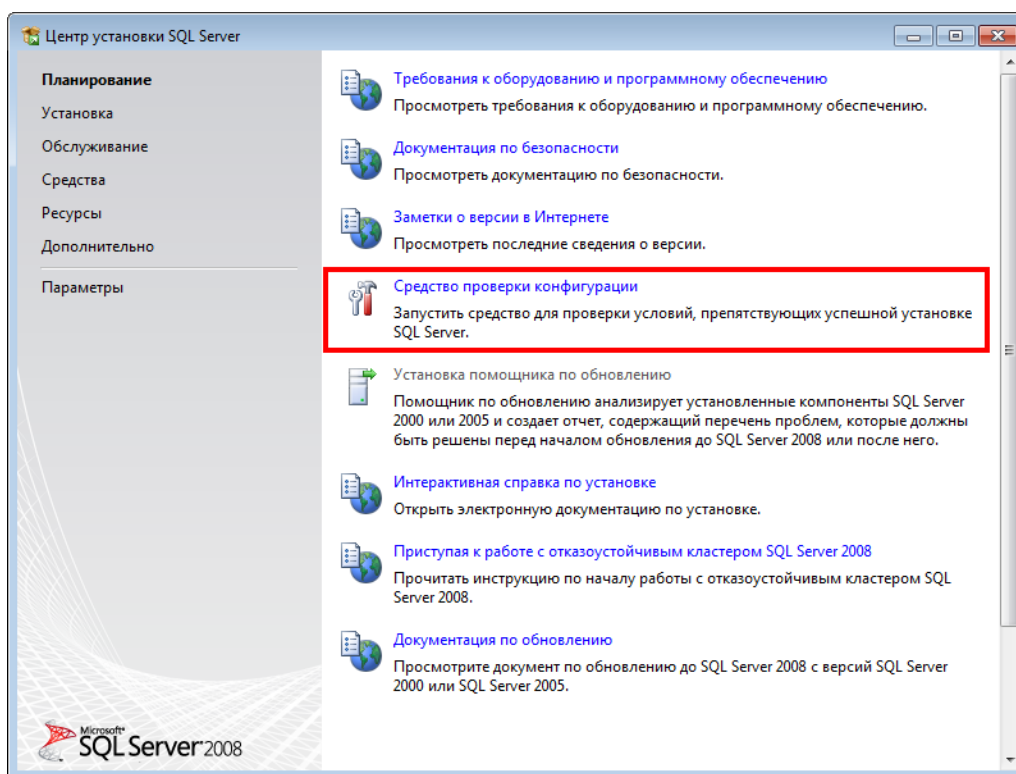 Центр установки SQL Server
Планирование
Установка
Обслуживание
Средства
Ресурсы
Дополнительно
Параметры
Требования к оборудованию и программному обеспечению
Просмотреть требования к оборудованию и программному обеспечению.
Документация по безопасности
Просмотреть документацию по безопасности.
Заметки о версии в Интернете
Просмотреть последние сведения о версии.
Средство проверки конфигурации
Запустить средство для проверки условий, препятствующих успешной установке
SQL Server.
Установка помощника по обновлению
Помощник по обновлению анализирует установленные компоненты SQL Server
2000 или 2005 и создает отчет, содержащий перечень проблем, которые должны
быть решены перед началом обновления до SQL Server 2008 или после него.
Интерактивная справка по установке
Открыть электронную документацию по установке.
Приступая к работе с отказоустойчивым кластером SQL Server 2008
Прочитать инструкцию по началу работы с отказоустойчивым кластером SQL
Server 2008.
Документация по обновлению
Просмотрите документ по обновлению до SQL Server 2008 с версий SQL Server
2000 или SQL Server 2005.
Microsoft
SQL Server 2008